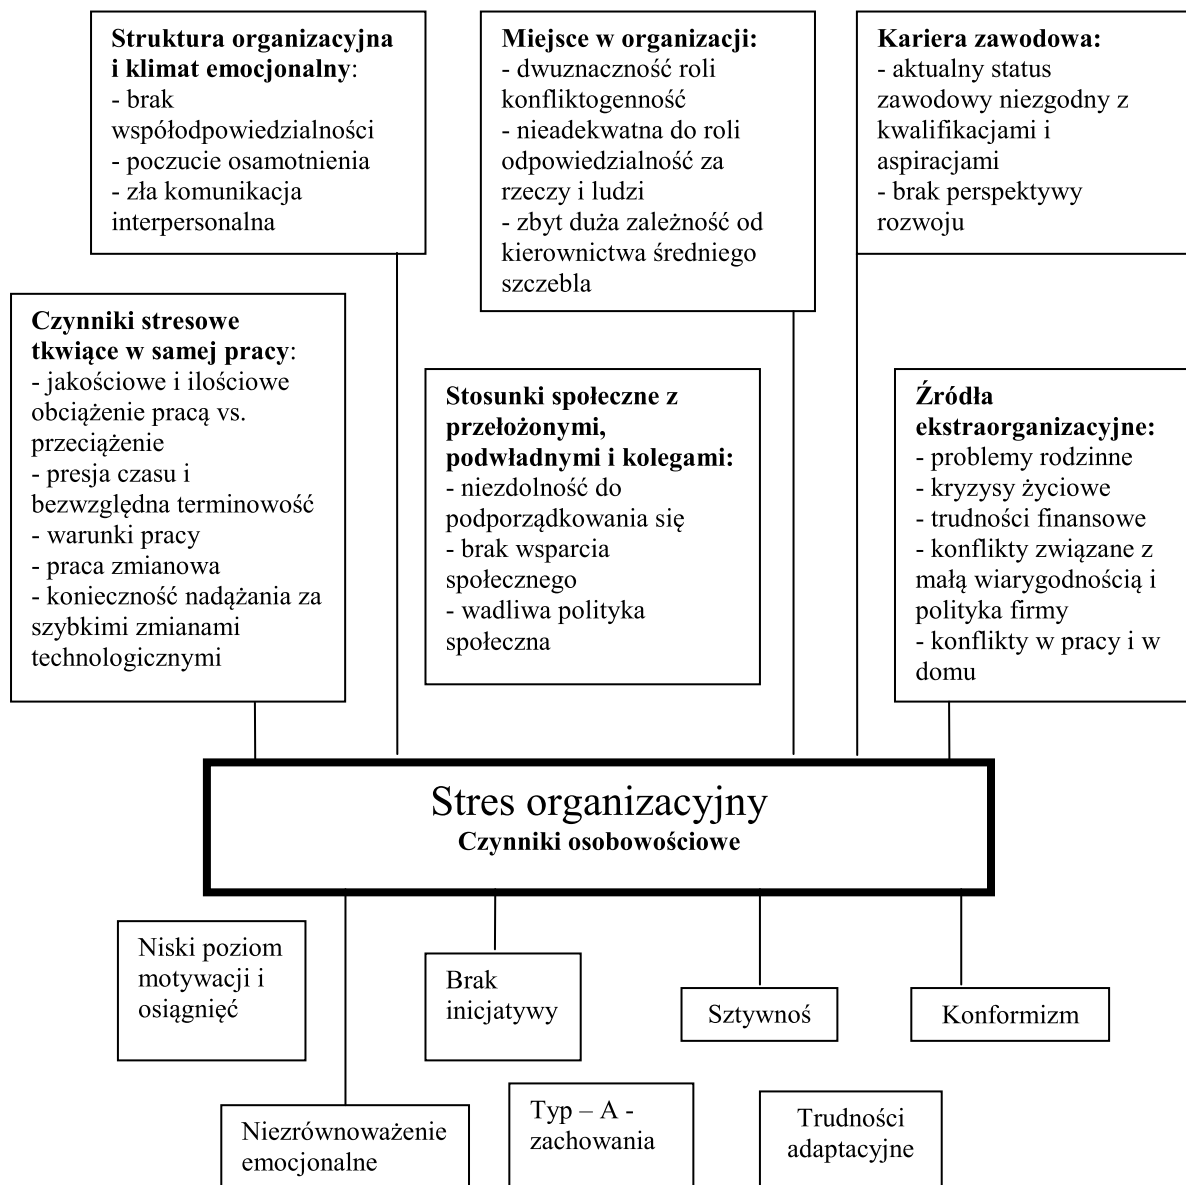 Struktura organizacyjna
i klimat emocjonalny:
- brak
współodpowiedzialności
- poczucie osamotnienia
- zła komunikacja
interpersonalna
Miejsce w organizacji:
- dwuznaczność roli
konfliktogenność
- nieadekwatna do roli
odpowiedzialność za
rzeczy i ludzi
- zbyt duża zależność od
kierownictwa średniego
szczebla
Kariera zawodowa:
- aktualny status
zawodowy niezgodny z
kwalifikacjami i
aspiracjami
- brak perspektywy
rozwoju
Czynniki stresowe
tkwiące w samej pracy:
- jakościowe i ilościowe
obciążenie pracą vs.
przeciążenie
- presja czasu i
bezwzględna terminowość
- warunki pracy
- praca zmianowa
- konieczność nadążania za
szybkimi zmianami
technologicznymi
Stosunki społeczne z
przełożonymi,
podwładnymi i kolegami:
- niezdolność do
podporządkowania się
- brak wsparcia
społecznego
- wadliwa polityka
społeczna
Źródła
ekstraorganizacyjne:
- problemy rodzinne
- kryzysy życiowe
- trudności finansowe
- konflikty związane z
małą wiarygodnością i
polityka firmy
- konflikty w pracy i w
domu
Stres organizacyjny
Czynniki osobowościowe
Niski poziom
motywacji i
osiągnięć
Brak
inicjatywy
Sztywnoś
Konformizm
Niezrównoważenie
emocjonalne
Typ – A -
zachowania
Trudności
adaptacyjne